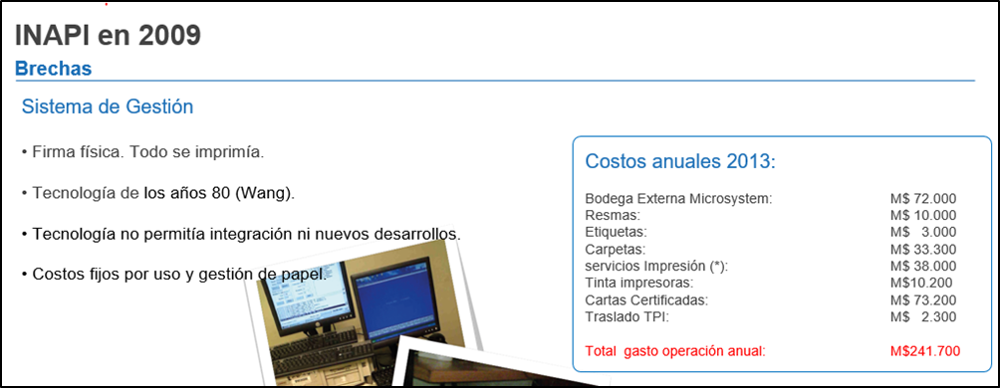 INAPI en 2009
Brechas
Sistema de Gestión
• Firma física. Todo se imprimía.
• Tecnología de los años 80 (Wang).
• Tecnología no permitía integración ni nuevos desarrollos.
• Costos fijos por uso y gestión de papel.
Costos anuales 2013:
Bodega Externa Microsystem: M$ 72.000
Resmas: M$ 10.000
Etiquetas: M$ 3.000
Carpetas: M$ 33.300
servicios Impresión (*): M$ 38.000
Tinta impresoras: M$10.200
Cartas Certificadas: M$ 73.200
Traslado TPI: M$ 2.300
Total gasto operación anual: M$241.700